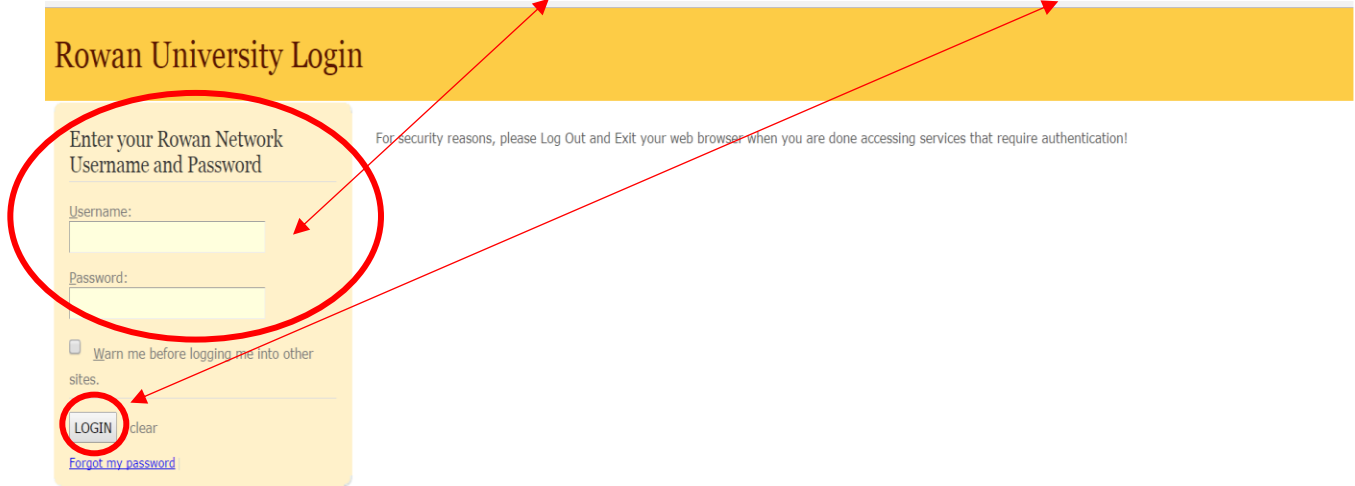 Rowan University Login
Enter your Rowan Network
Username and Password
For security reasons, please Log Out and Exit your web browser when you are done accessing services that require authentication!
Username:
Password:
Warn me before logging me into other
sites.
LOGIN clear
Forgot my password